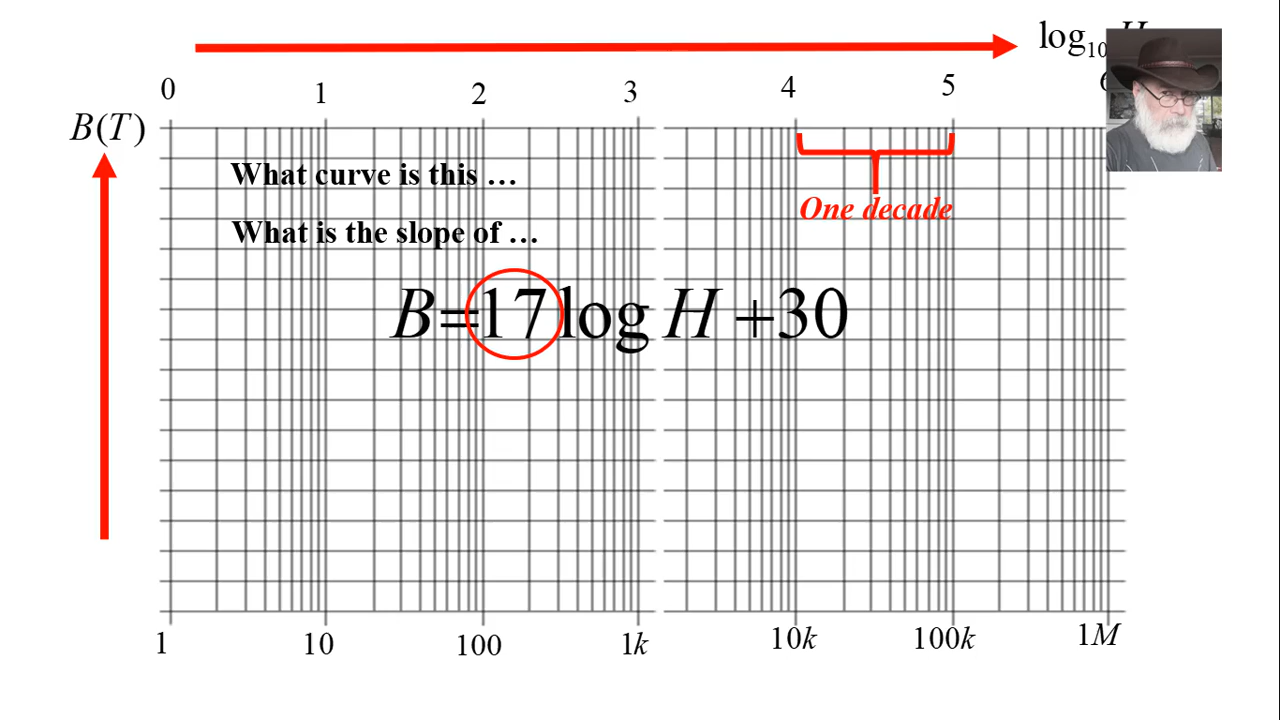 log₁₀ H
0 1 2 3 4 5 6
B(T)
What curve is this …
One decade
What is the slope of …
B=17log H +30
1 10 100 1k 10k 100k 1M